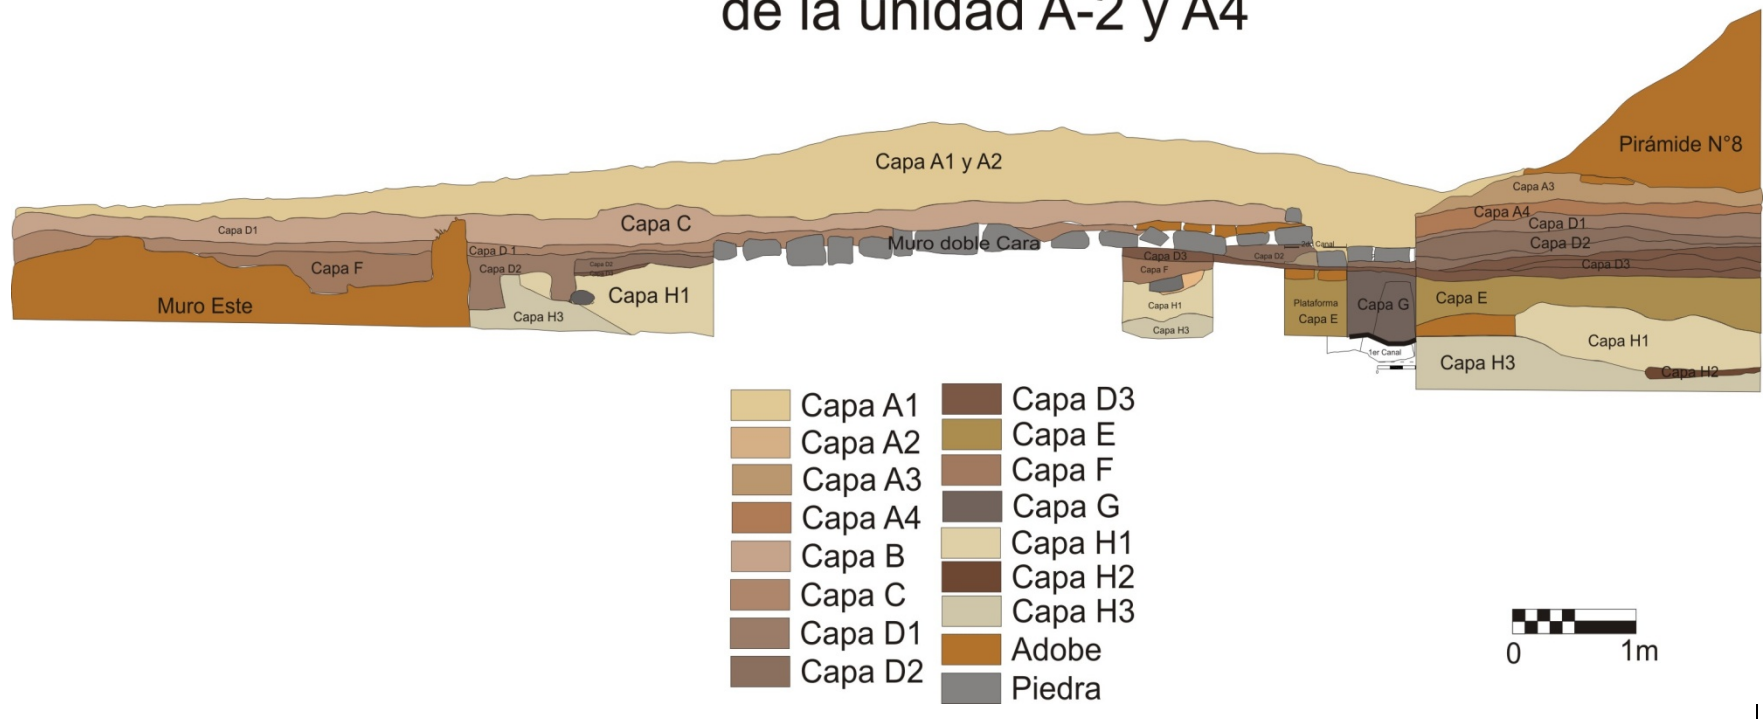 de la unidad A-2 y A4
Pirámide N°8
Capa A1 y A2
Capa A3
Capa A4
Capa D1
Capa C
Capa D1
Capa D2
Muro doble Cara
2do Canal
Capa D 1
Capa D3
Capa D2
Capa D3
Capa F
Capa D2
Capa D2
Capa F
Capa H1
Capa E
Muro Este
Capa H1
Plataforma
Capa E
Capa G
Capa H3
Capa H3
Capa H1
1er Canal
Capa H3
Capa H2
Capa A1
Capa A2
Capa A3
Capa A4
Capa B
Capa C
Capa D1
Capa D2
Capa D3
Capa E
Capa F
Capa G
Capa H1
Capa H2
Capa H3
Adobe
Piedra
0 1m